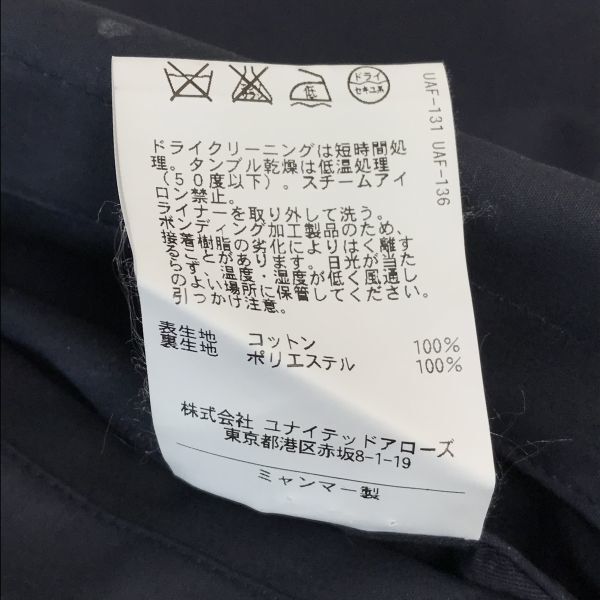 低
ドライ
セキユ系
UAF-131 UAF-136
ドライクリーニングは短時間処
理。タンブル乾燥は低温処理
(50度以下)。スチームアイ
ロン禁止。
ライナーを取り外して洗う。
ボンディング加工製品のため、
接着樹脂の劣化によりはく離す
ることがあります。日光が当た
らず、温度・湿度が低く風通し
のよい場所に保管してください。
引っかけ注意。
表生地 コットン 100%
裏生地 ポリエステル 100%
株式会社 ユナイテッドアローズ
東京都港区赤坂8-1-19
ミャンマー製